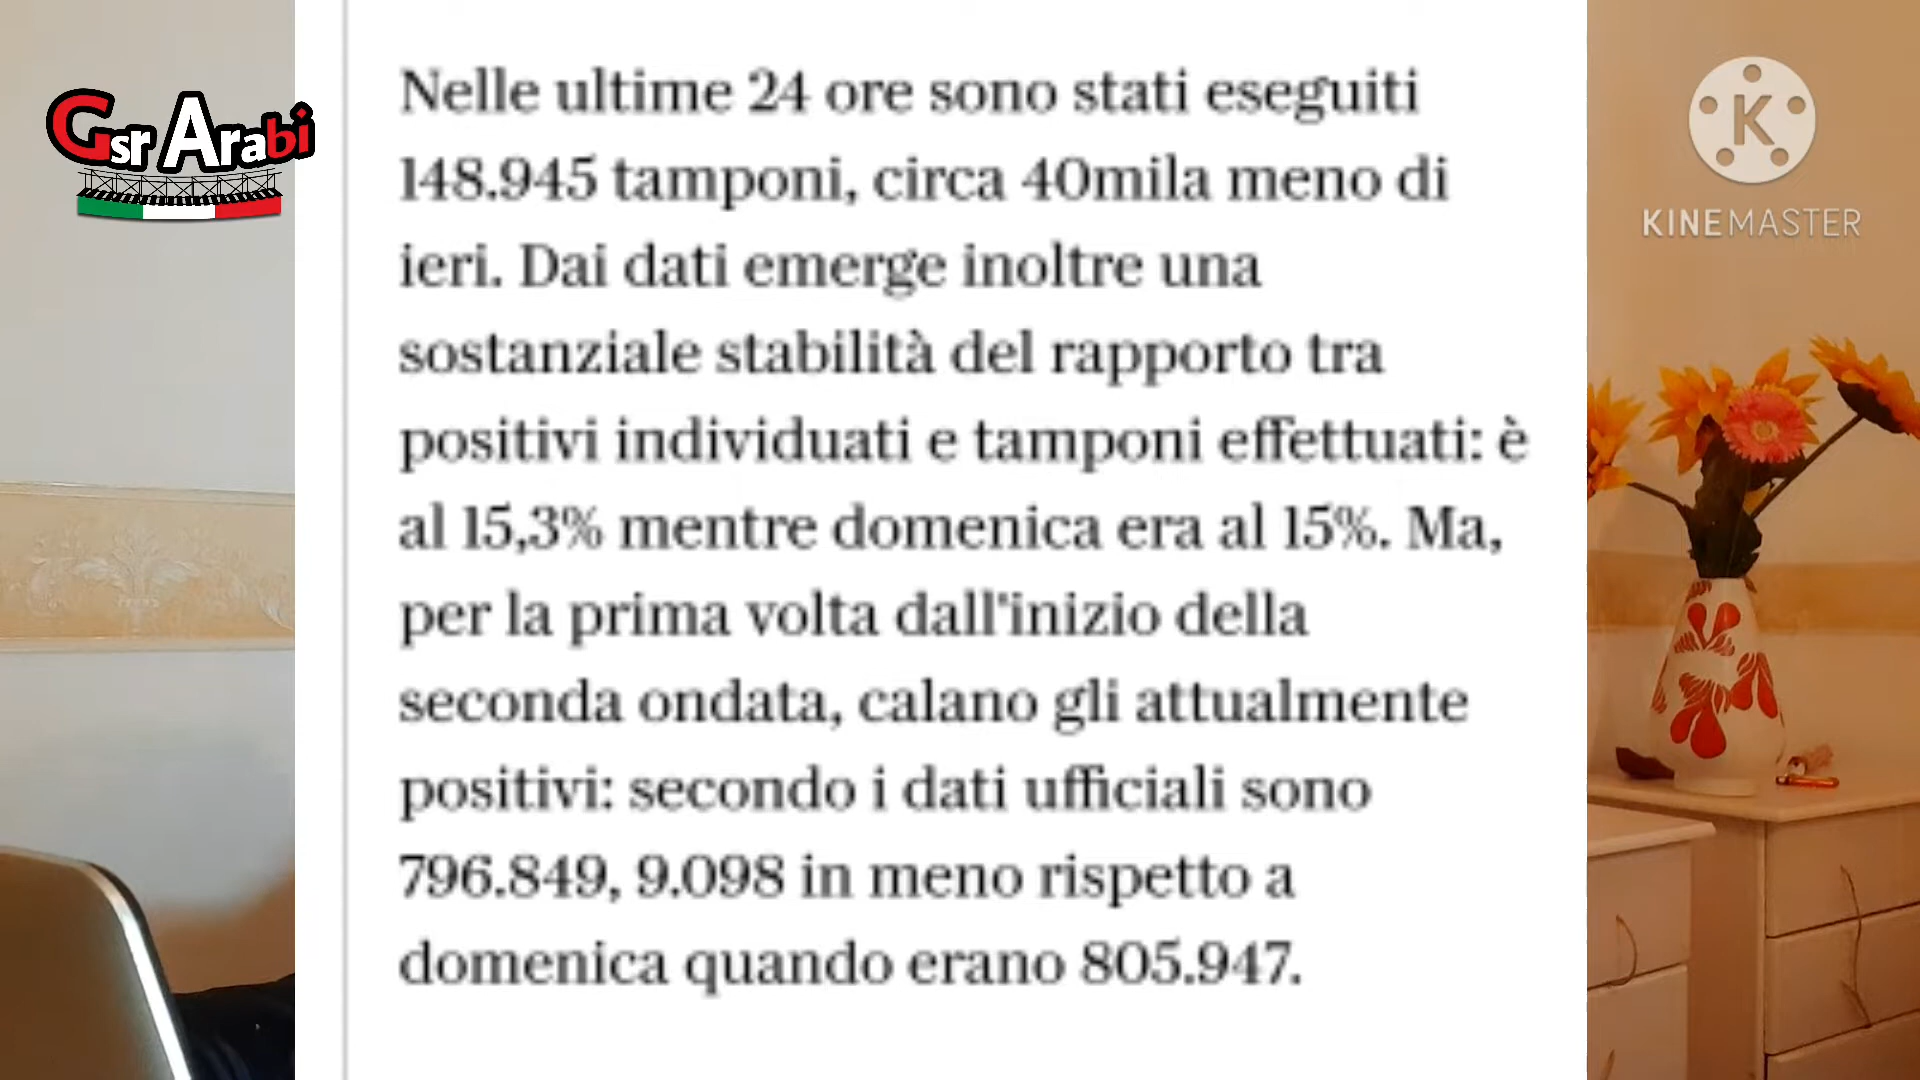 Gsr Arabi
K
KINEMASTER
Nelle ultime 24 ore sono stati eseguiti
148.945 tamponi, circa 40mila meno di
ieri. Dai dati emerge inoltre una
sostanziale stabilità del rapporto tra
positivi individuati e tamponi effettuati: è
al 15,3% mentre domenica era al 15%. Ma,
per la prima volta dall'inizio della
seconda ondata, calano gli attualmente
positivi: secondo i dati ufficiali sono
796.849, 9.098 in meno rispetto a
domenica quando erano 805.947.